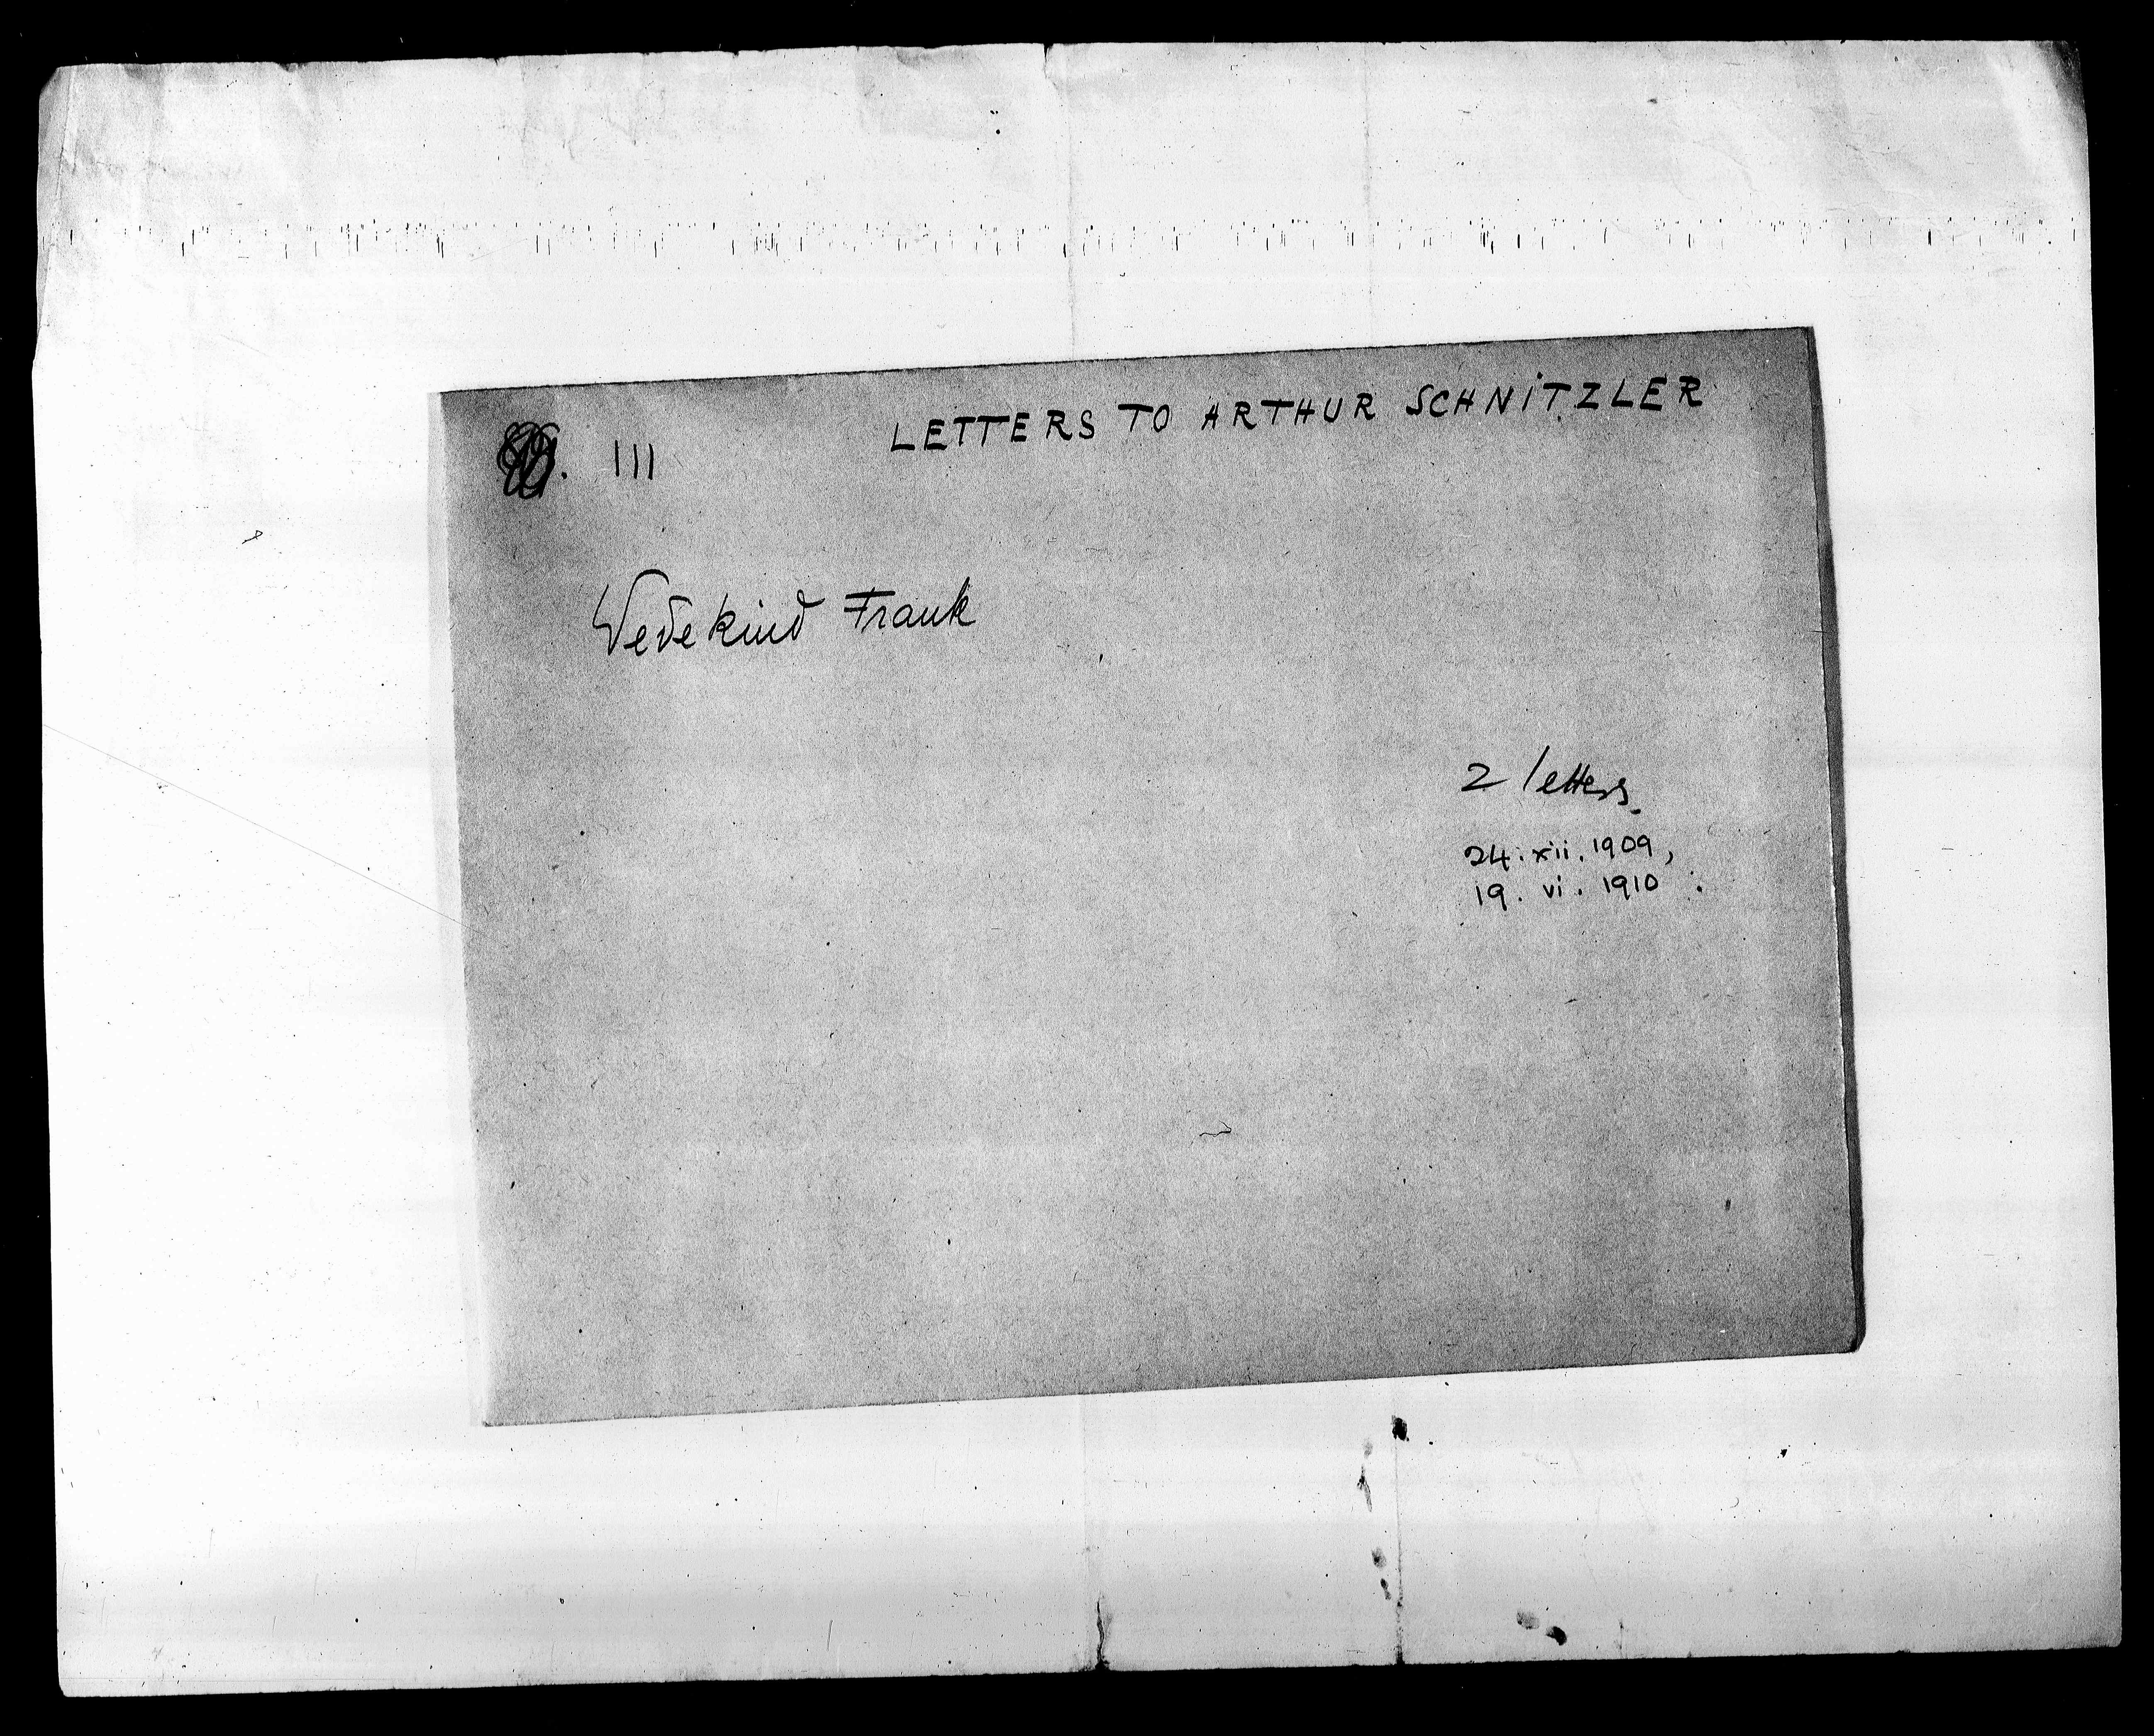 111 LETTERS TO ARTHUR SCHNITZLER
Wedekind Frank
2 letters.
24. xii. 1909,
19. vi. 1910.